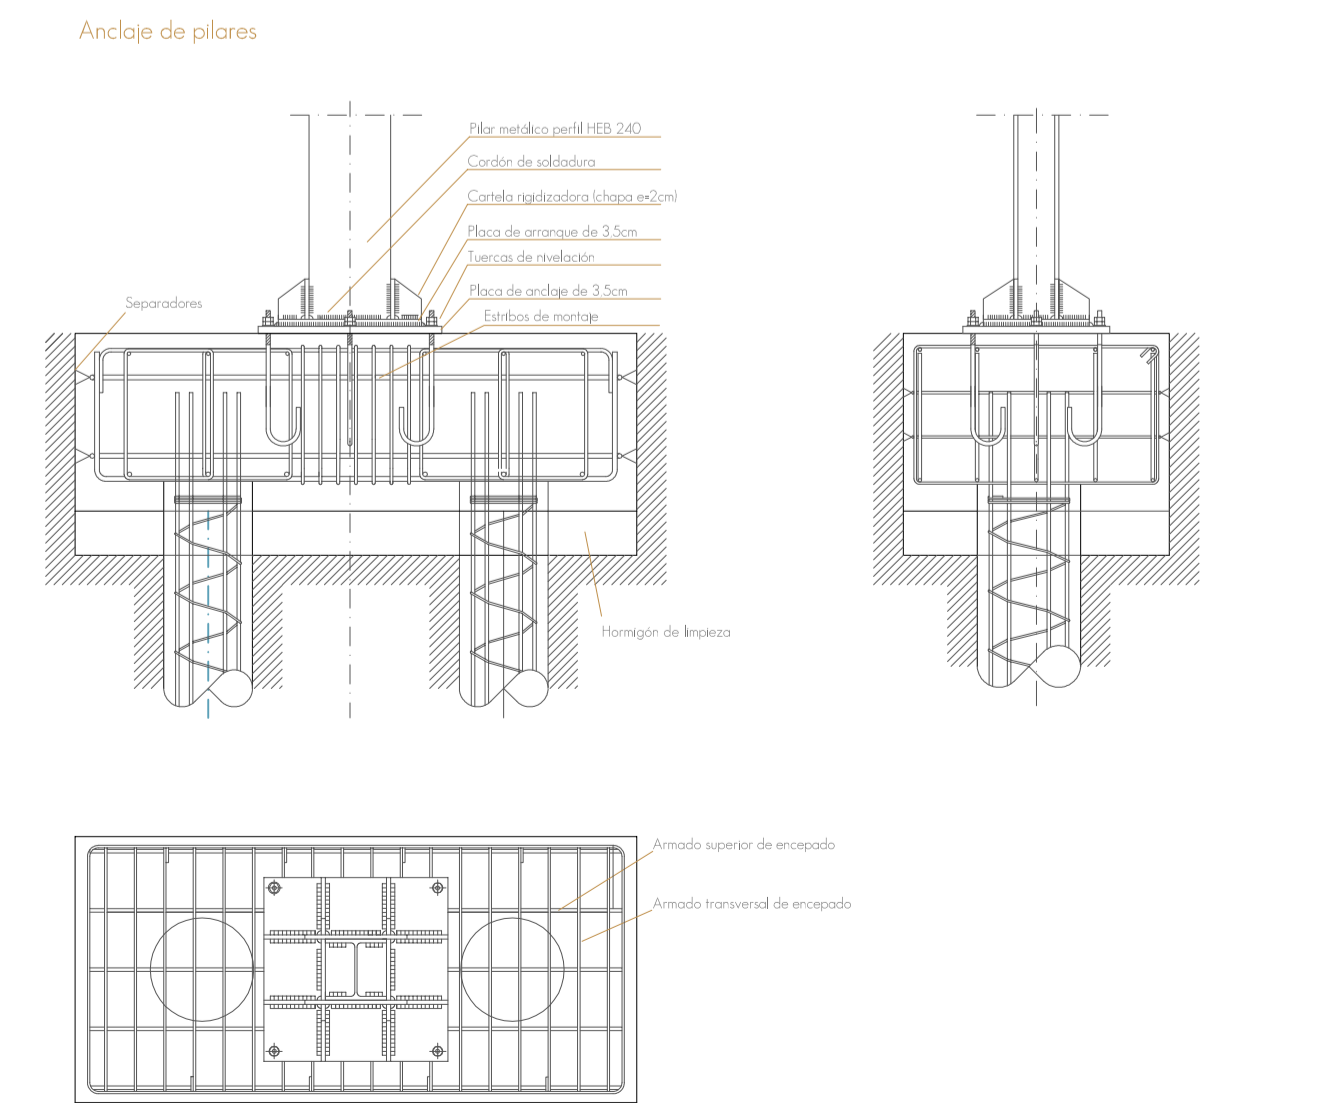 Anclaje de pilares
Pilar metálico perfil HEB 240
Cordón de soldadura
Cartela rigidizadora (chapa e=2cm)
Placa de arranque de 3.5cm
Tuercas de nivelación
Placa de anclaje de 3.5cm
Separadores
Estribos de montaje
Hormigón de limpieza
Armado superior de encepado
Armado transversal de encepado